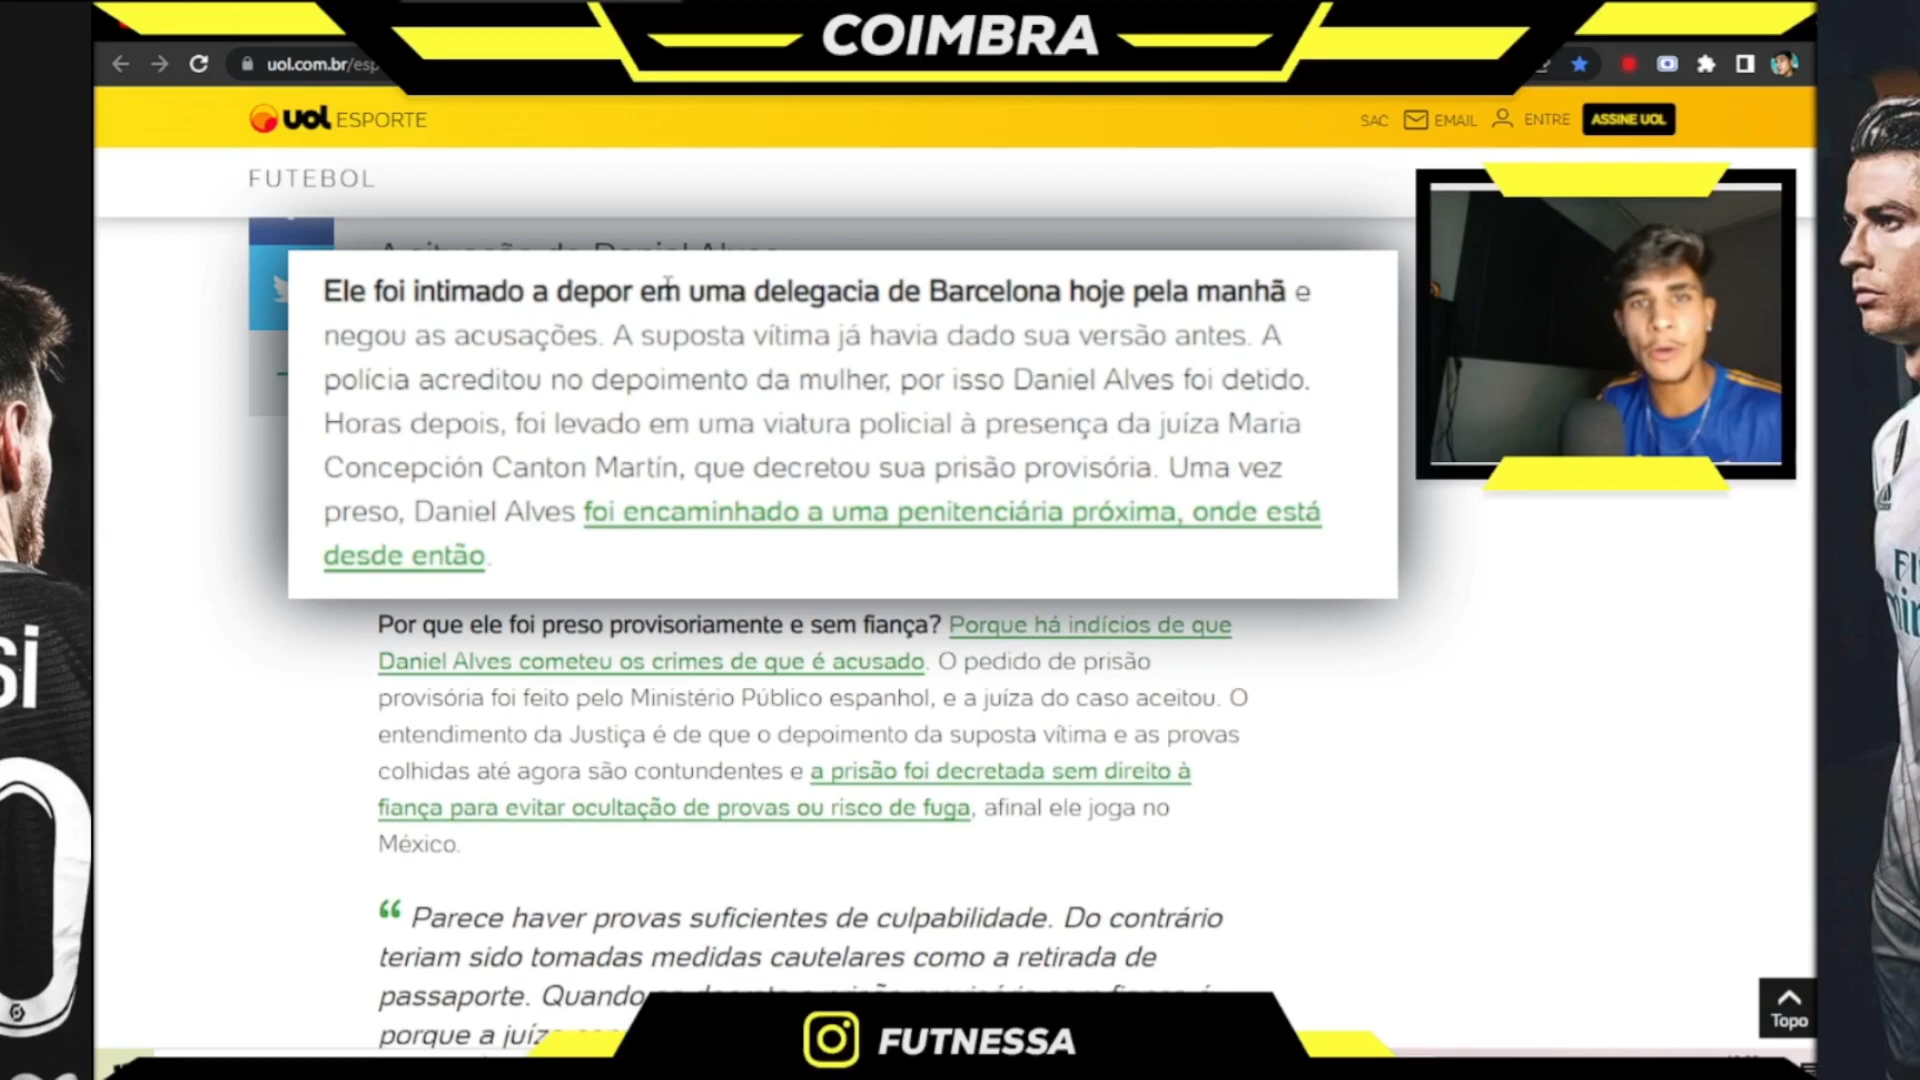 COIMBRA
uol.com.br/esp
uol ESPORTE
SAC EMAIL ENTRE ASSINE UOL
FUTEBOL
A situação de Daniel Alves
Ele foi intimado a depor em uma delegacia de Barcelona hoje pela manhã e
negou as acusações. A suposta vítima já havia dado sua versão antes. A
polícia acreditou no depoimento da mulher, por isso Daniel Alves foi detido.
Horas depois, foi levado em uma viatura policial à presença da juíza Maria
Concepción Canton Martín, que decretou sua prisão provisória. Uma vez
preso, Daniel Alves foi encaminhado a uma penitenciária próxima, onde está
desde então.
Por que ele foi preso provisoriamente e sem fiança? Porque há indícios de que
Daniel Alves cometeu os crimes de que é acusado. O pedido de prisão
provisória foi feito pelo Ministério Público espanhol, e a juíza do caso aceitou. O
entendimento da Justiça é de que o depoimento da suposta vítima e as provas
colhidas até agora são contundentes e a prisão foi decretada sem direito à
fiança para evitar ocultação de provas ou risco de fuga, afinal ele joga no
México.
“ Parece haver provas suficientes de culpabilidade. Do contrário
teriam sido tomadas medidas cautelares como a retirada de
passaporte. Quando
porque a juíz
Topo
FUTNESSA
si
0